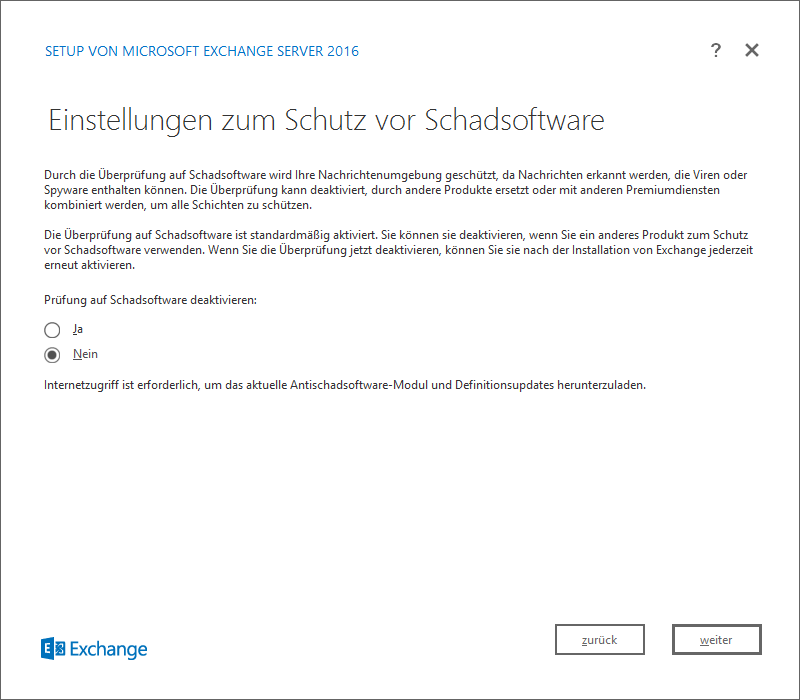 SETUP VON MICROSOFT EXCHANGE SERVER 2016
?
Einstellungen zum Schutz vor Schadsoftware
Durch die Überprüfung auf Schadsoftware wird Ihre Nachrichtenumgebung geschützt, da Nachrichten erkannt werden, die Viren oder
Spyware enthalten können. Die Überprüfung kann deaktiviert, durch andere Produkte ersetzt oder mit anderen Premiumdiensten
kombiniert werden, um alle Schichten zu schützen.
Die Überprüfung auf Schadsoftware ist standardmäßig aktiviert. Sie können sie deaktivieren, wenn Sie ein anderes Produkt zum Schutz
vor Schadsoftware verwenden. Wenn Sie die Überprüfung jetzt deaktivieren, können Sie sie nach der Installation von Exchange jederzeit
erneut aktivieren.
Prüfung auf Schadsoftware deaktivieren:
Ja
Nein
Internetzugriff ist erforderlich, um das aktuelle Antischadsoftware-Modul und Definitionsupdates herunterzuladen.
E Exchange
zurück
weiter